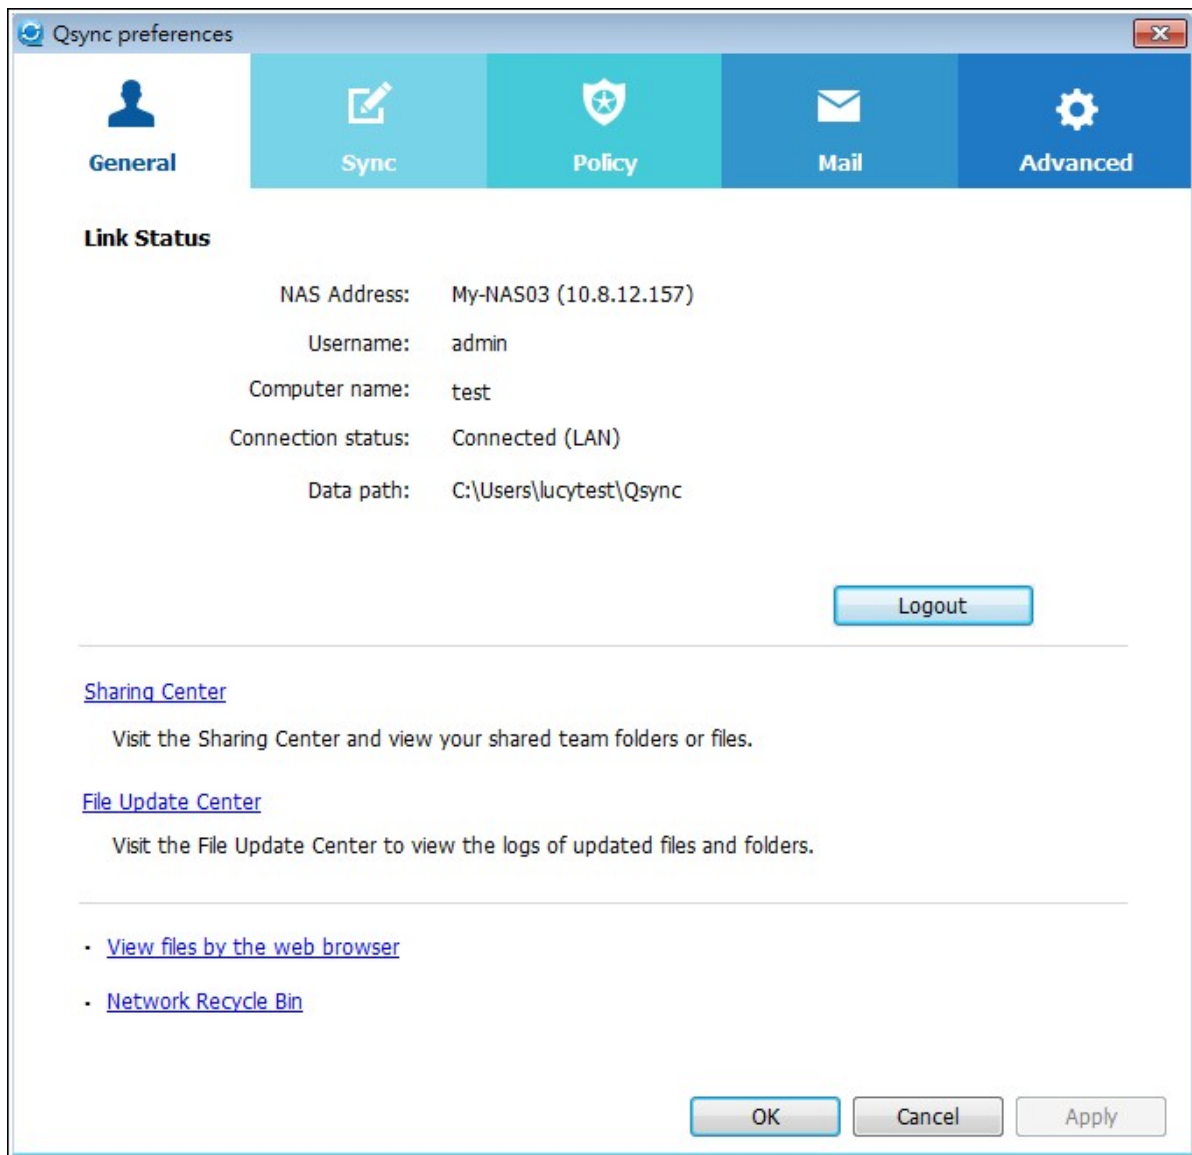 Qsync preferences
General
Sync
Policy
Mail
Advanced
Link Status
NAS Address: My-NAS03 (10.8.12.157)
Username: admin
Computer name: test
Connection status: Connected (LAN)
Data path: C:\Users\lucytest\Qsync
Logout
Sharing Center
Visit the Sharing Center and view your shared team folders or files.
File Update Center
Visit the File Update Center to view the logs of updated files and folders.
· View files by the web browser
· Network Recycle Bin
OK
Cancel
Apply